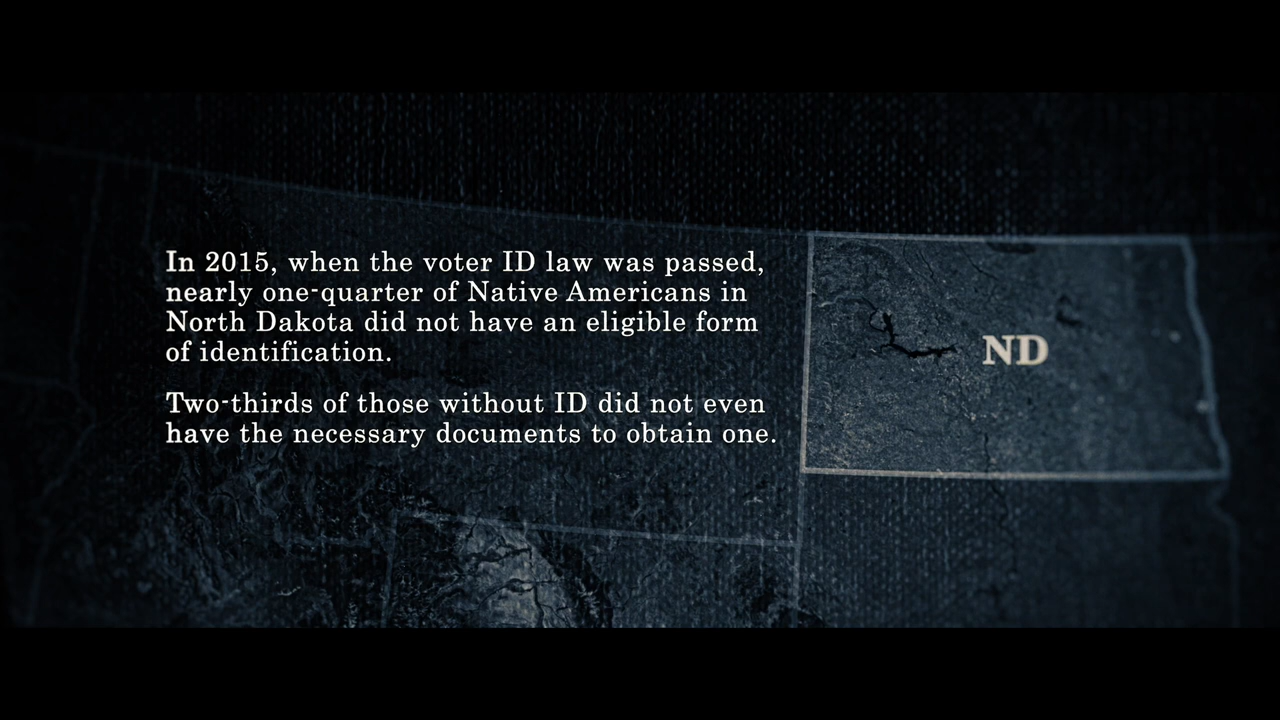 In 2015, when the voter ID law was passed,
nearly one-quarter of Native Americans in
North Dakota did not have an eligible form
of identification.
Two-thirds of those without ID did not even
have the necessary documents to obtain one.
ND